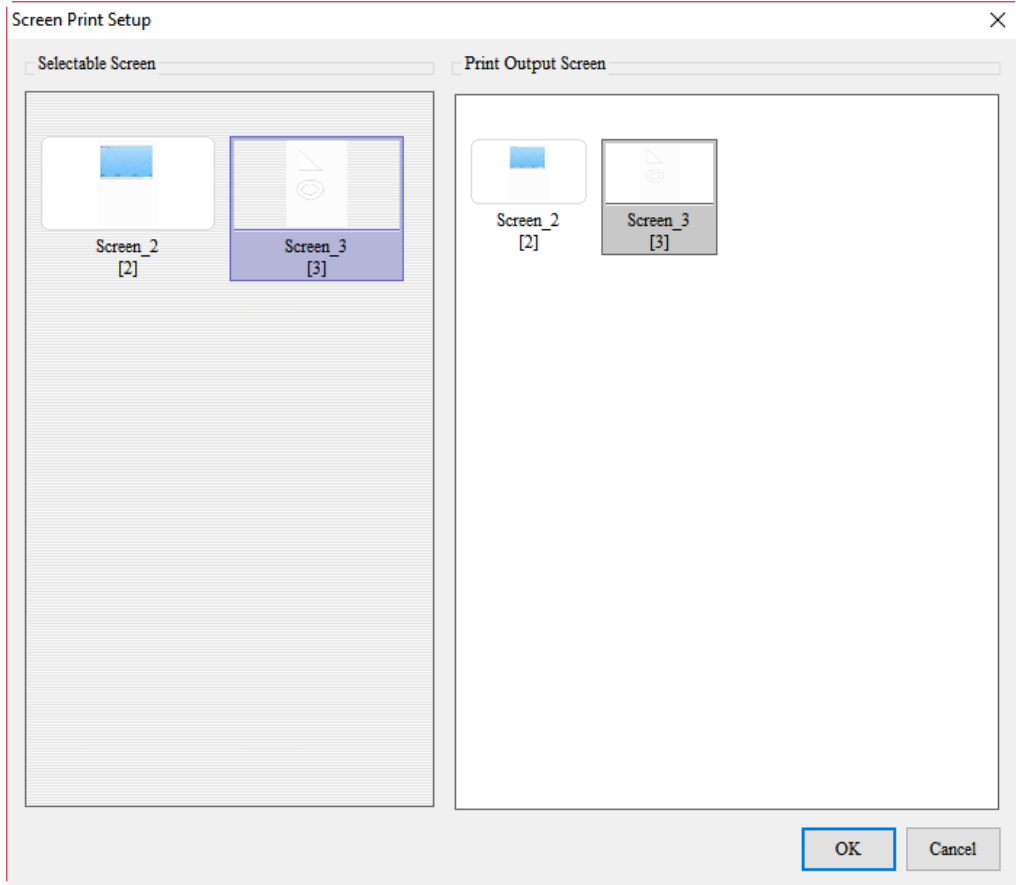 Screen Print Setup
Selectable Screen
Screen_2
[2]
Screen_3
[3]
Print Output Screen
Screen_2
[2]
Screen_3
[3]
OK
Cancel